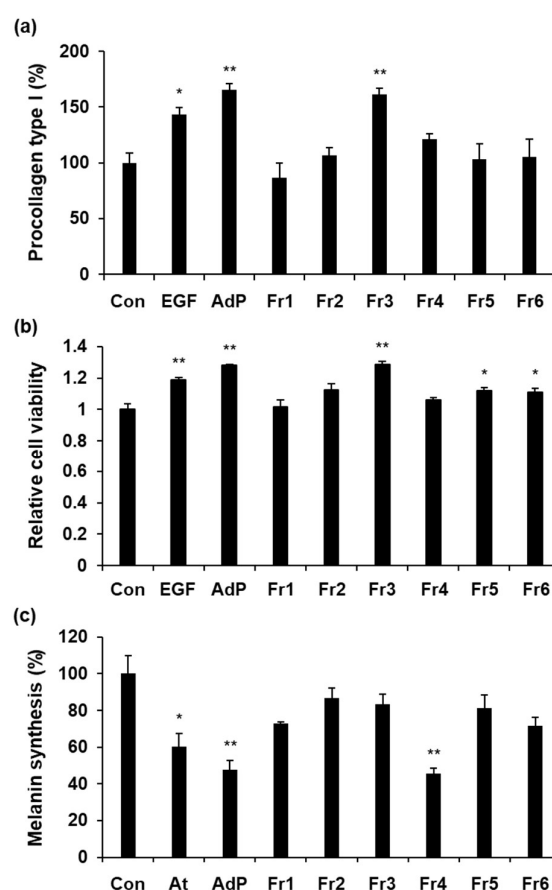 (a)
Procollagen type I (%)
200
150
100
50
0
* ** **
Con EGF AdP Fr1 Fr2 Fr3 Fr4 Fr5 Fr6
(b)
Relative cell viability
1.4
1.2
1
0.8
0.6
0.4
0.2
0
** ** ** * *
Con EGF AdP Fr1 Fr2 Fr3 Fr4 Fr5 Fr6
(c)
Melanin synthesis (%)
120
100
80
60
40
20
0
* ** **
Con At AdP Fr1 Fr2 Fr3 Fr4 Fr5 Fr6